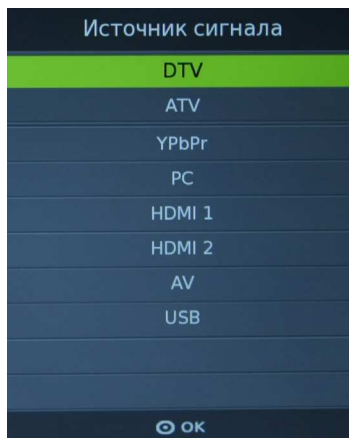 Источник сигнала
DTV
ATV
YPbPr
PC
HDMI 1
HDMI 2
AV
USB
OK